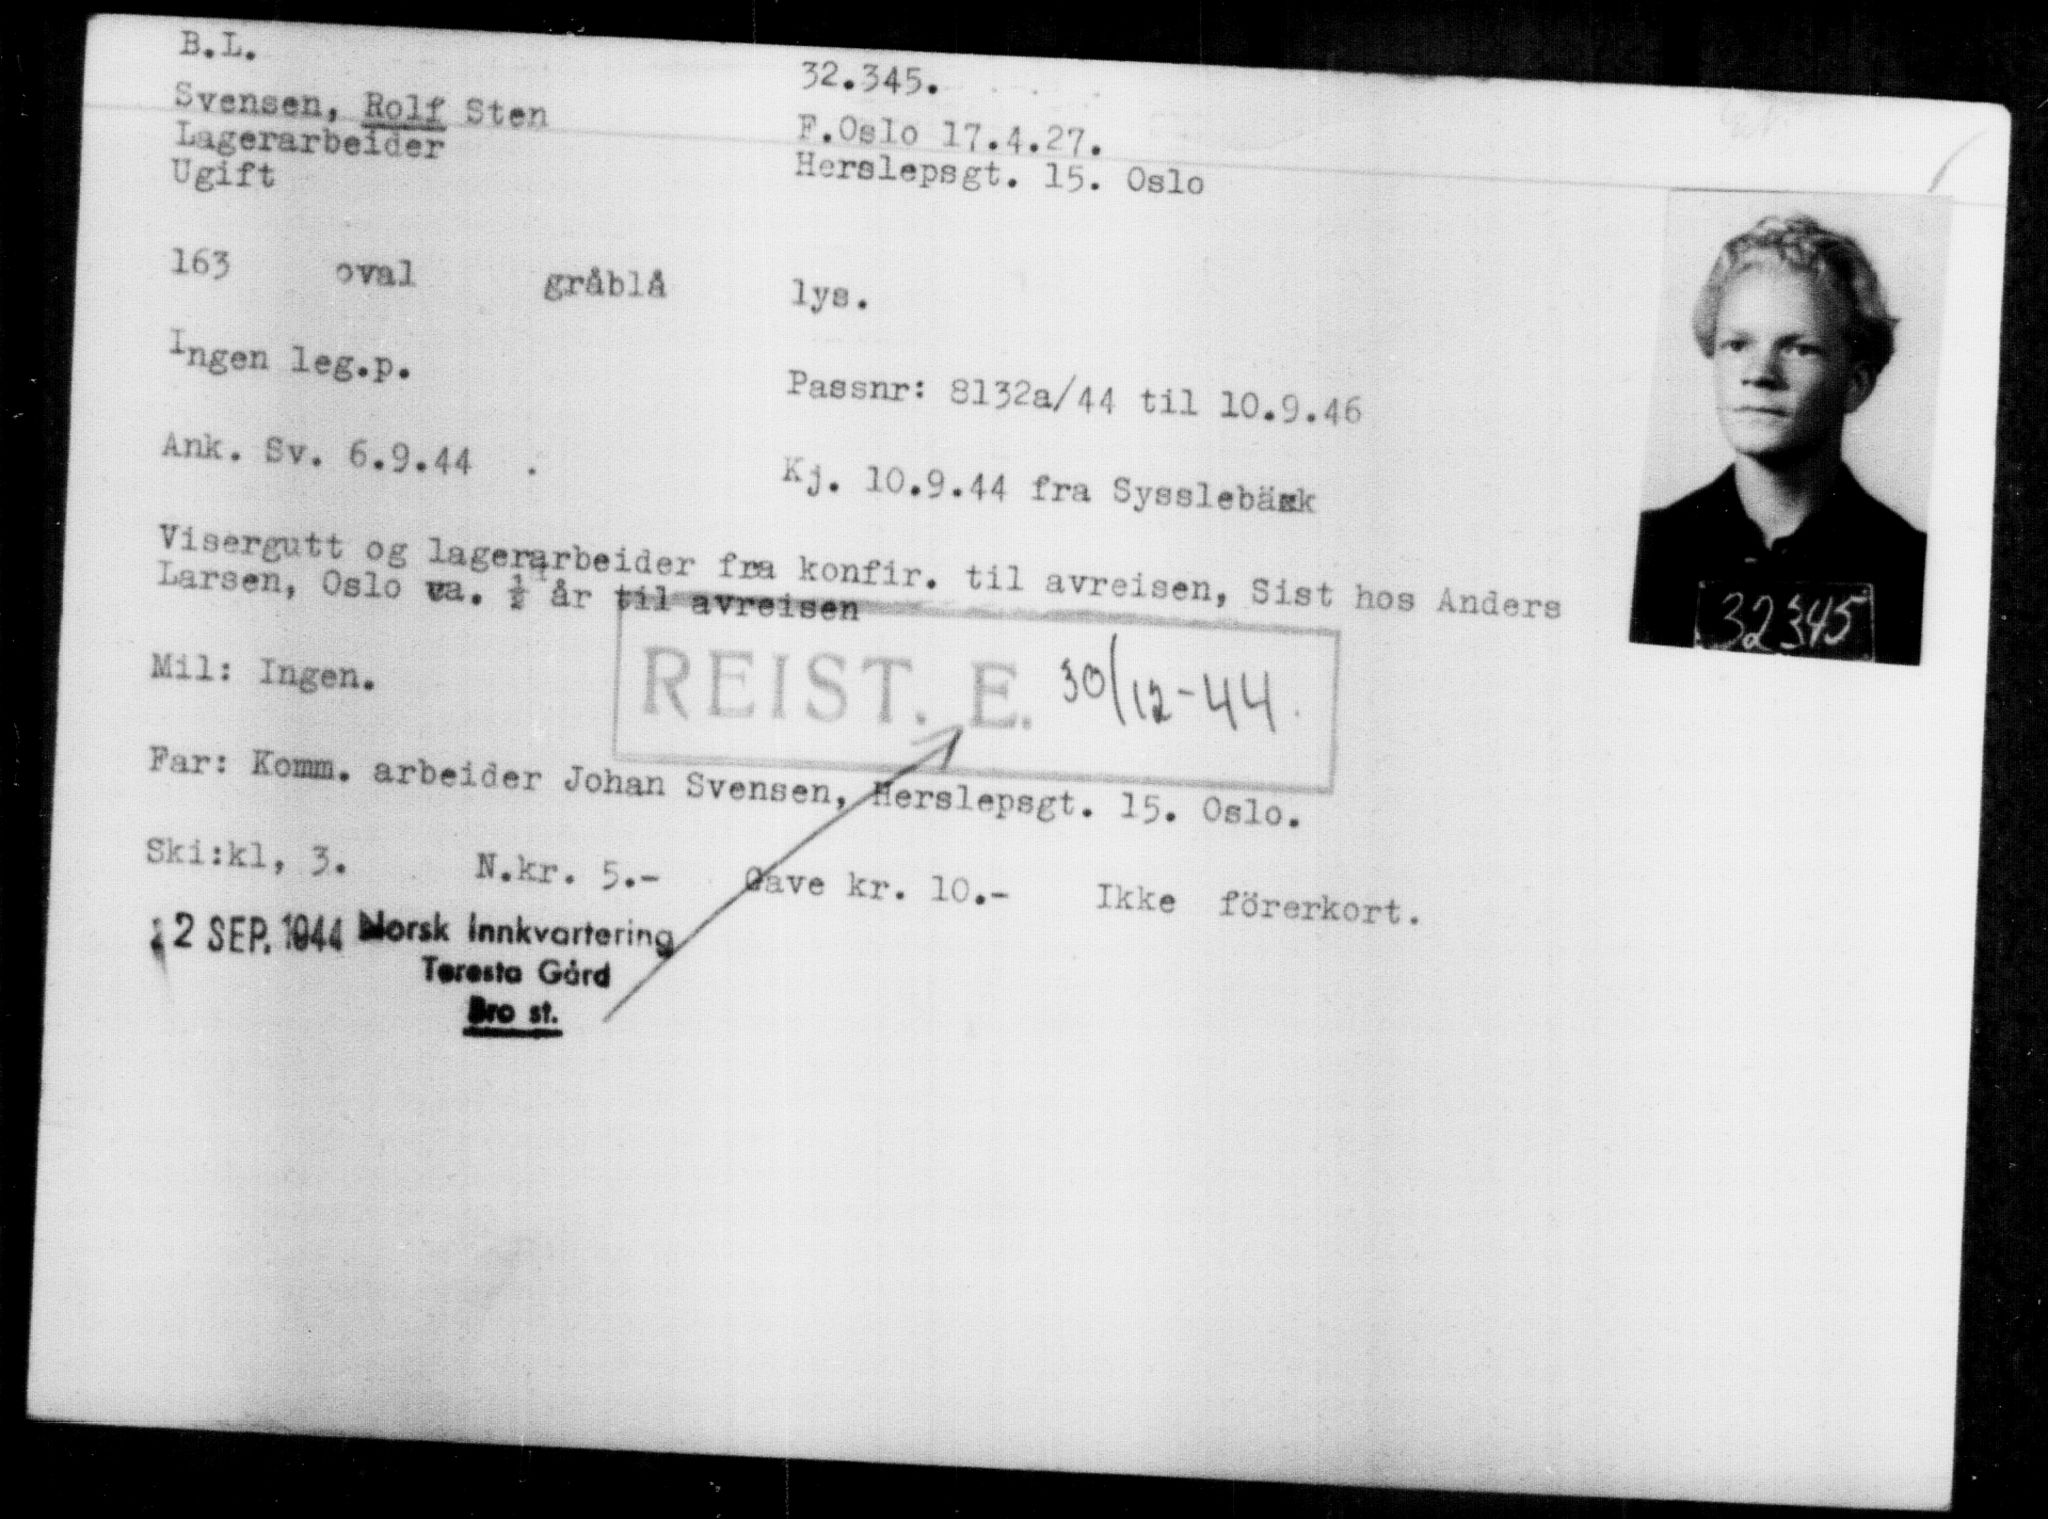 B.L.
32.345.
Svensen, Rolf Sten
F.Oslo 17.4.27.
Lagerarbeider
Herslepsgt. 15. Oslo
Ugift
163 oval gråblå lys.
Ingen leg.p.
Passnr: 8132a/44 til 10.9.46
Ank. Sv. 6.9.44 .
Kj. 10.9.44 fra Sysslebäck
Visergutt og lagerarbeider fra konfir. til avreisen, Sist hos Anders
Larsen, Oslo va. ½ år til avreisen
REIST. E. 30/12-44.
Mil: Ingen.
Far: Komm. arbeider Johan Svensen, Herslepsgt. 15. Oslo.
Ski:kl, 3. N.kr. 5.- Gave kr. 10.- Ikke förerkort.
12 SEP. 1944 Norsk Innkvartering
Toresta Gård
Bro st.
32345